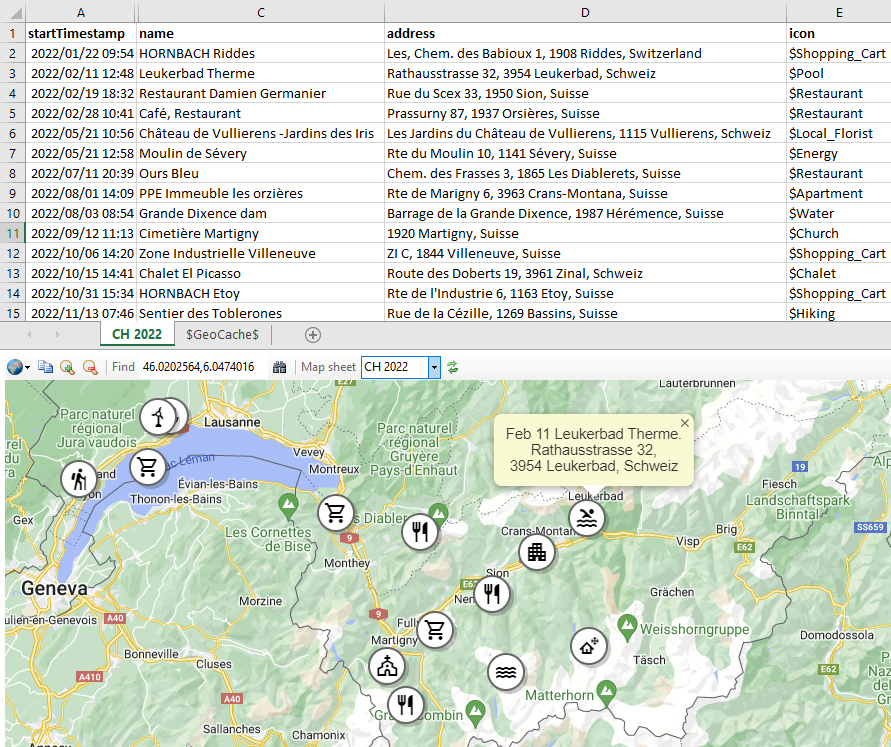 A C D E
1 startTimestamp name address icon
2 2022/01/22 09:54 HORNBACH Riddes Les, Chem. des Babioux 1, 1908 Riddes, Switzerland $Shopping_Cart
3 2022/02/11 12:48 Leukerbad Therme Rathausstrasse 32, 3954 Leukerbad, Schweiz $Pool
4 2022/02/19 18:32 Restaurant Damien Germanier Rue du Scex 33, 1950 Sion, Suisse $Restaurant
5 2022/02/28 10:41 Café, Restaurant Prassurny 87, 1937 Orsières, Suisse $Restaurant
6 2022/05/21 10:56 Château de Vullierens -Jardins des Iris Les Jardins du Château de Vullierens, 1115 Vullierens, Schweiz $Local_Florist
7 2022/05/21 12:58 Moulin de Sévery Rte du Moulin 10, 1141 Sévery, Suisse $Energy
8 2022/07/11 20:39 Ours Bleu Chem. des Frasses 3, 1865 Les Diablerets, Suisse $Restaurant
9 2022/08/01 14:09 PPE Immeuble les orzières Rte de Marigny 6, 3963 Crans-Montana, Suisse $Apartment
10 2022/08/03 08:54 Grande Dixence dam Barrage de la Grande Dixence, 1987 Hérémence, Suisse $Water
11 2022/09/12 11:13 Cimetière Martigny 1920 Martigny, Suisse $Church
12 2022/10/06 14:20 Zone Industrielle Villeneuve ZI C, 1844 Villeneuve, Suisse $Shopping_Cart
13 2022/10/15 14:41 Chalet El Picasso Route des Doberts 19, 3961 Zinal, Schweiz $Chalet
14 2022/10/31 15:34 HORNBACH Etoy Rte de l'Industrie 6, 1163 Etoy, Suisse $Shopping_Cart
15 2022/11/13 07:46 Sentier des Toblerones Rue de la Cézille, 1269 Bassins, Suisse $Hiking
CH 2022 $GeoCache$
Find 46.0202564,6.0474016 Map sheet CH 2022
E27
Lauterbrunnen
Parc naturel
régional
Jura vaudois
Lausanne
Parc naturel
régional
Gruyère
Pays-d'Enhaut
Feb 11 Leukerbad Therme.
Rathausstrasse 32,
3954 Leukerbad, Schweiz
Vevey
Montreux
Léman
Évian-les-Bains
Thonon-les-Bains
19
Fiesch
Landschaftspark
Binntal
Leukerbad
SS659
Gex
Les Cornettes
de Bise
9
Crans-Montana
Brig
Visp
E62
Monthey
Sion
E62
Geneva
Morzine
Grächen
A40
9
Martigny
Weisshorngruppe
Domodossola
Bonneville
Cluses
Täsch
E62
A410
A40
Matterhorn
Combin
Sallanches
Chamonix